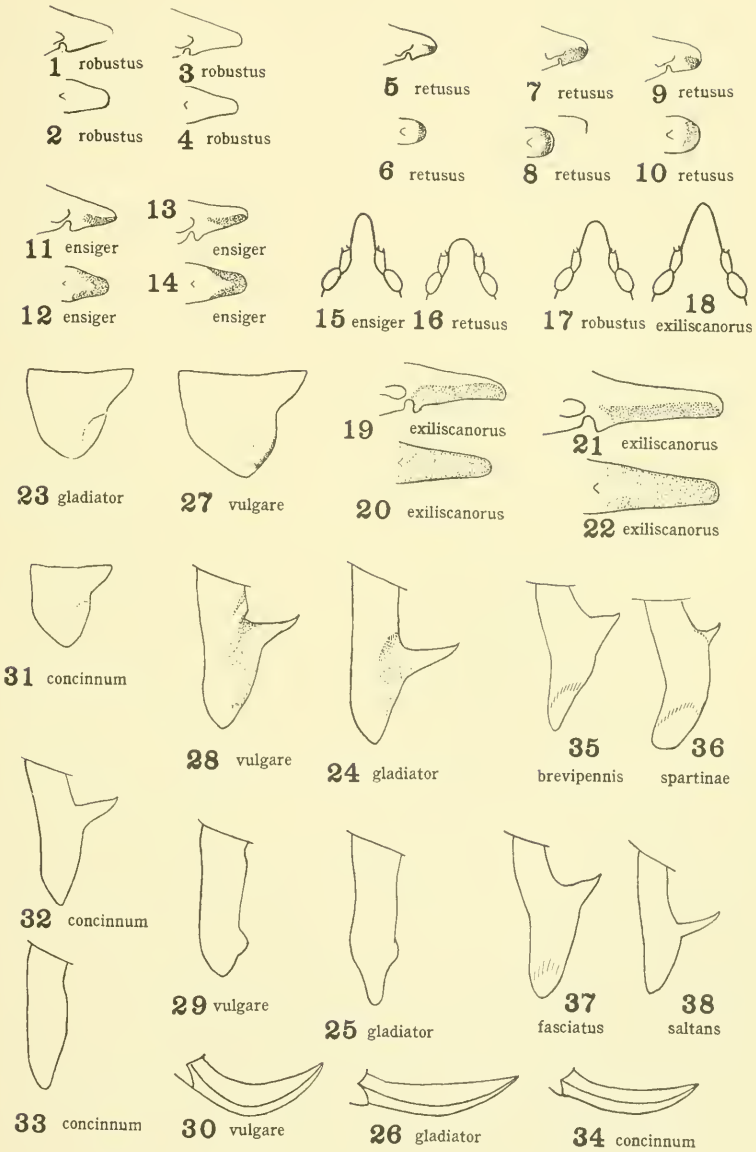 1 robustus
3 robustus
5 retusus
7 retusus
9 retusus
2 robustus
4 robustus
6 retusus
8 retusus
10 retusus
11 ensiger
13
ensiger
12 ensiger
14
ensiger
15 ensiger
16 retusus
17 robustus
18
exiliscanorus
19 exiliscanorus
21 exiliscanorus
20 exiliscanorus
22 exiliscanorus
23 gladiator
27 vulgare
31 concinnum
28 vulgare
24 gladiator
35
brevipennis
36
spartinae
32 concinnum
29 vulgare
25 gladiator
37
fasciatus
38
saltans
33 concinnum
30 vulgare
26 gladiator
34 concinnum